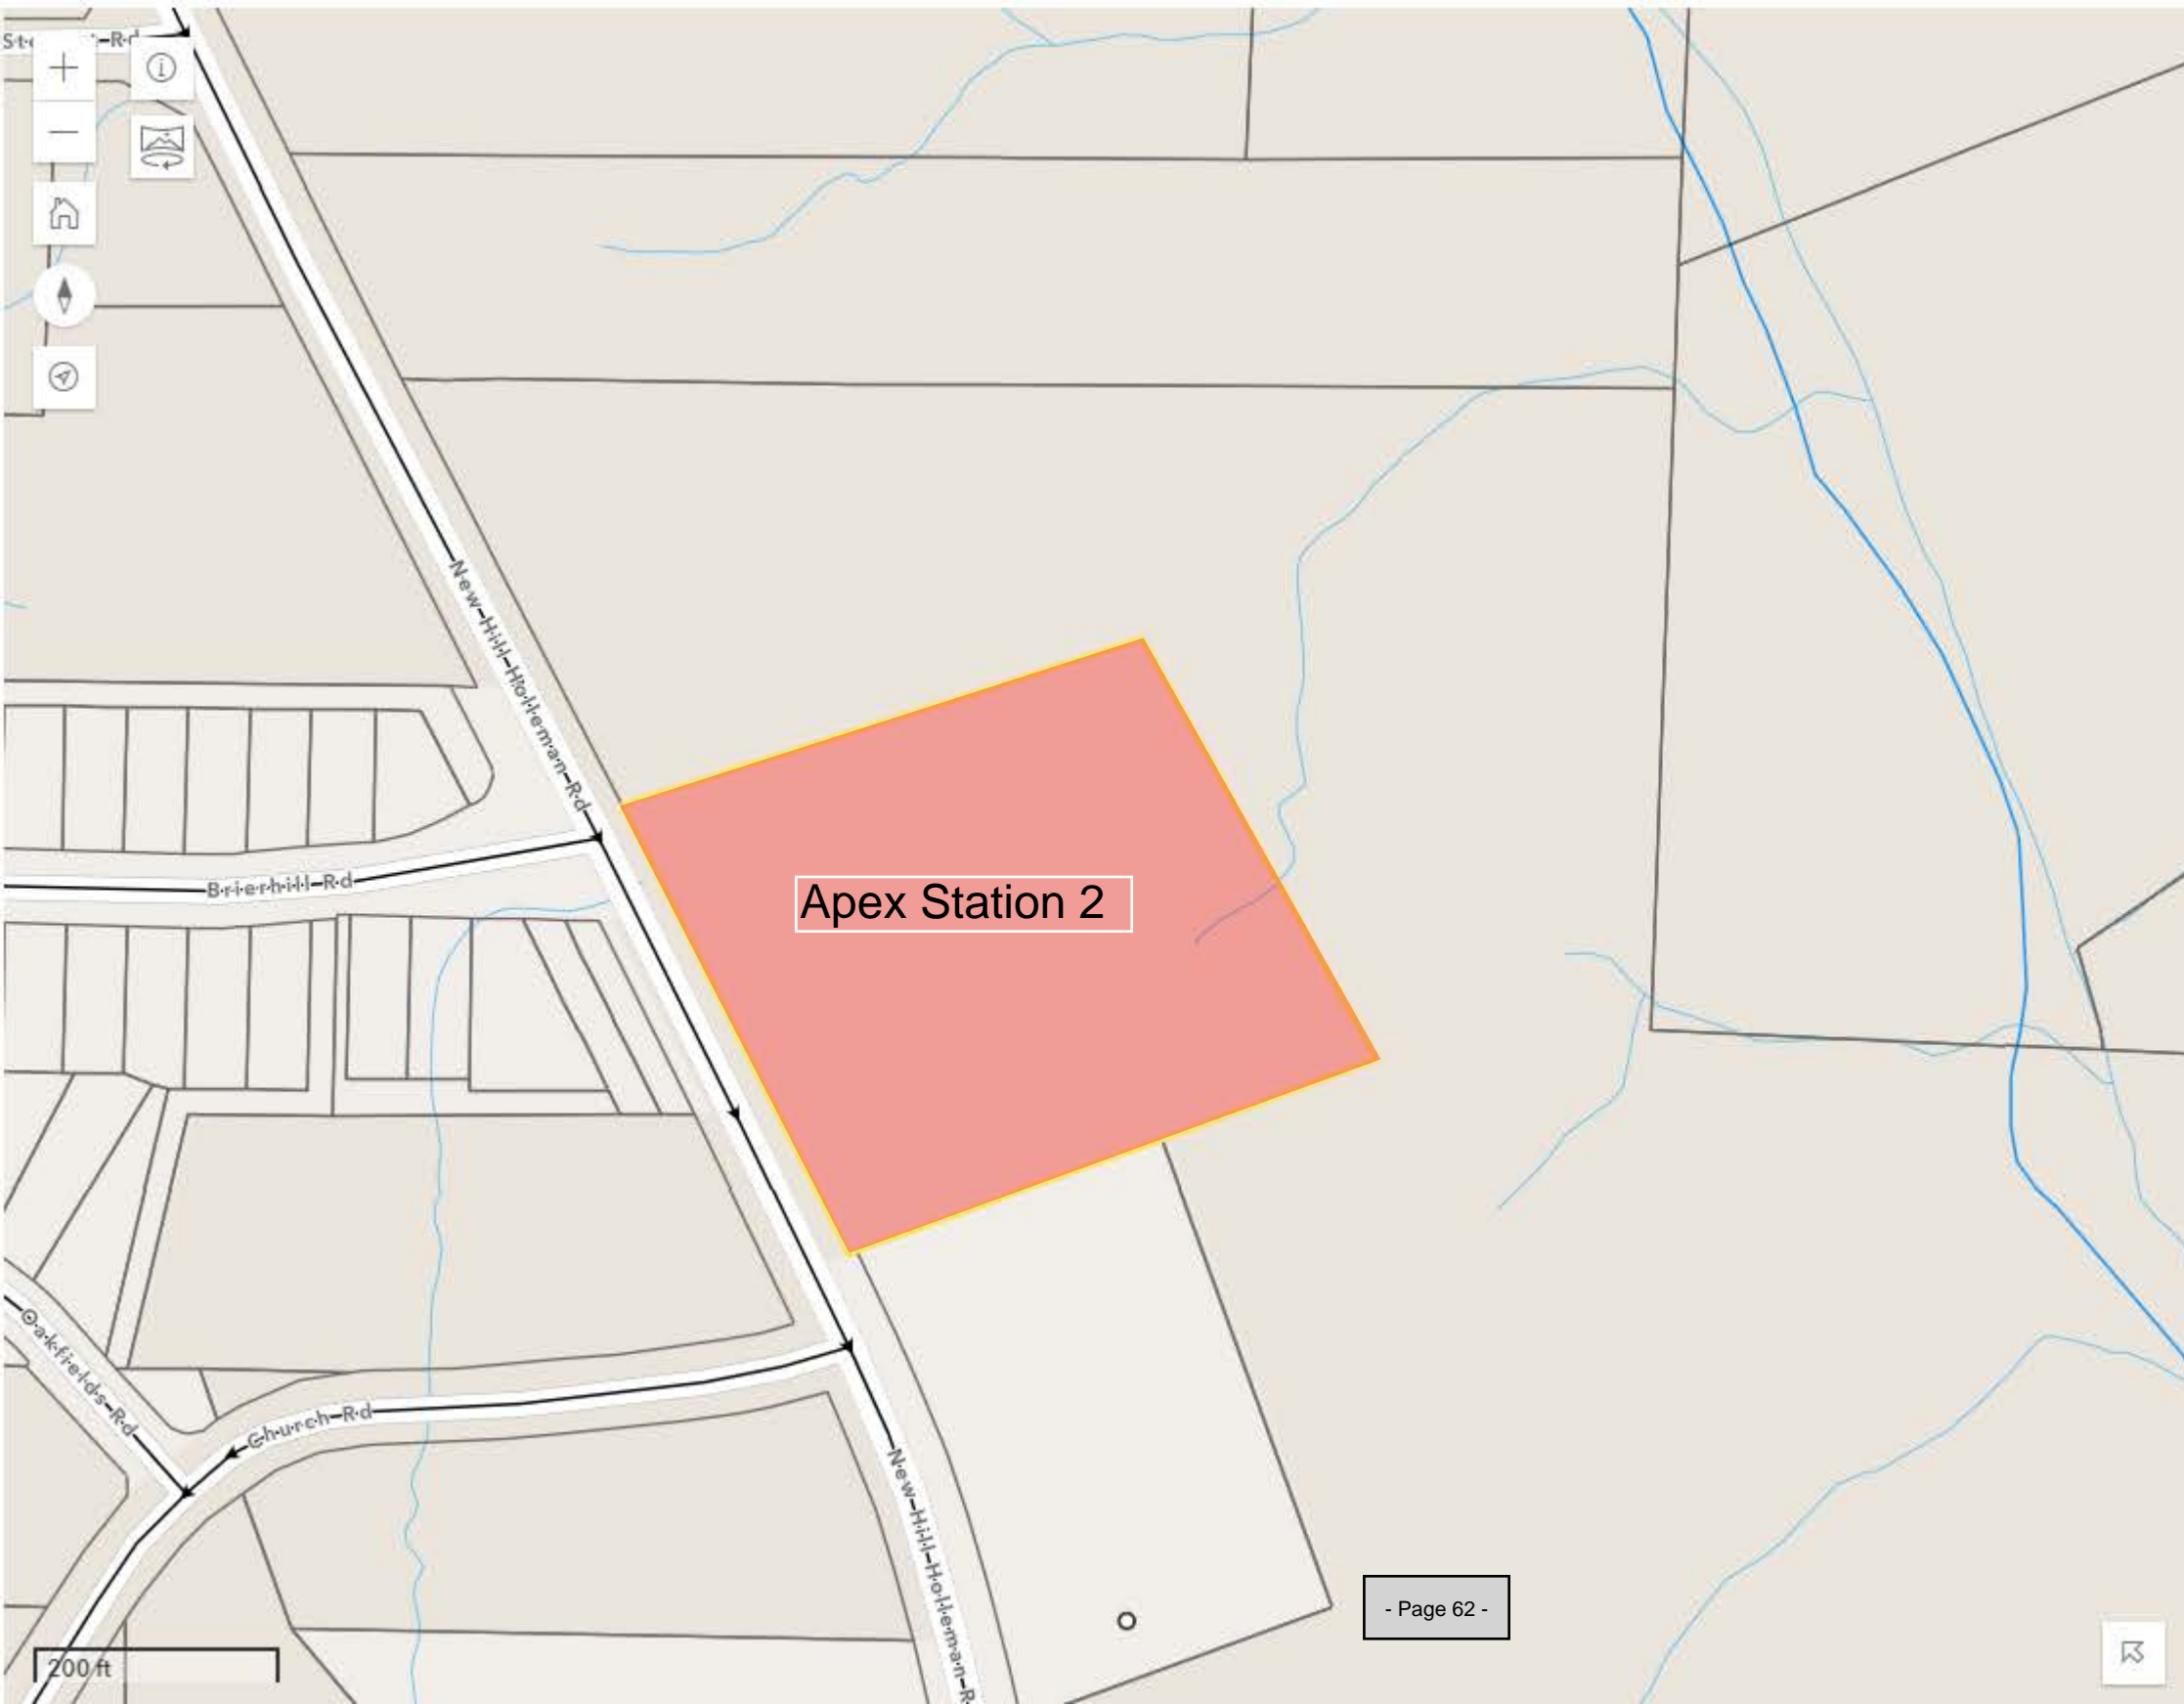 New Hill Holleman Rd
Apex Station 2
Brierhill Rd
Oakfields Rd
Church Rd
New Hill Holleman R
- Page 62 -
200 ft